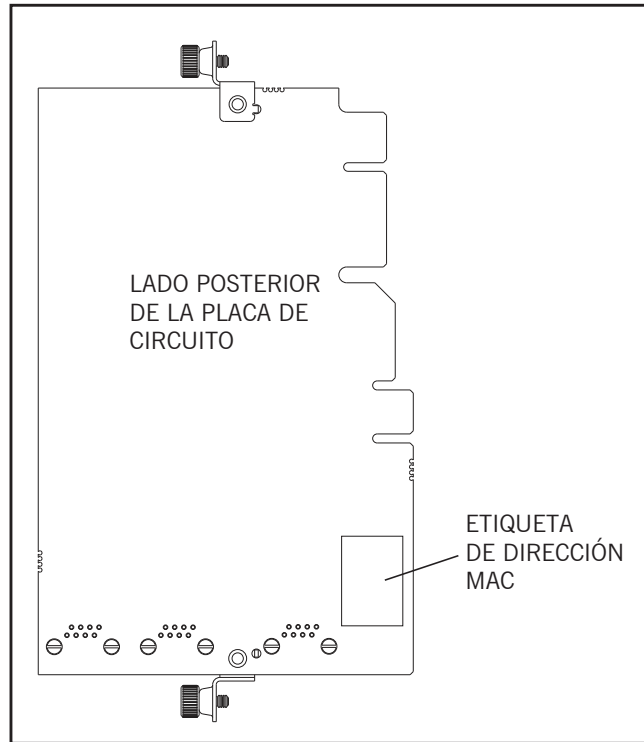 LADO POSTERIOR
DE LA PLACA DE
CIRCUITO
ETIQUETA
DE DIRECCIÓN
MAC